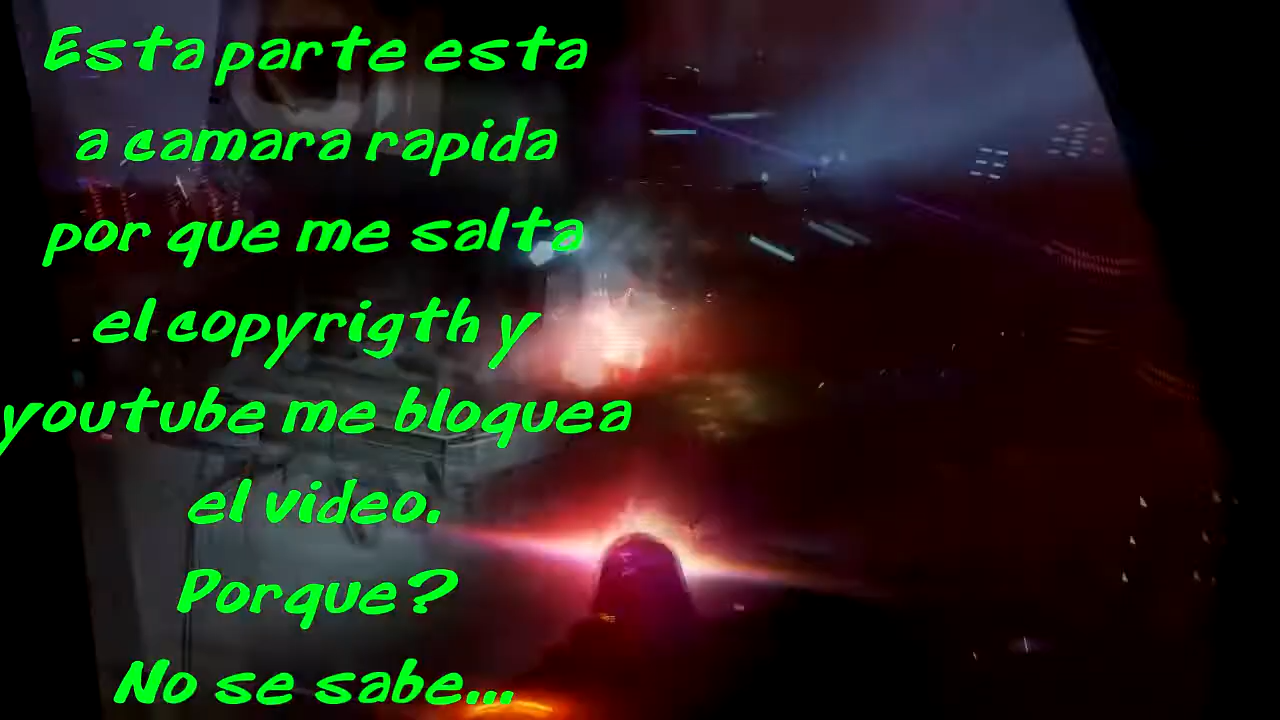 Esta parte esta
a camara rapida
por que me salta
el copyrigth y
youtube me bloquea
el video.
Porque?
No se sabe...